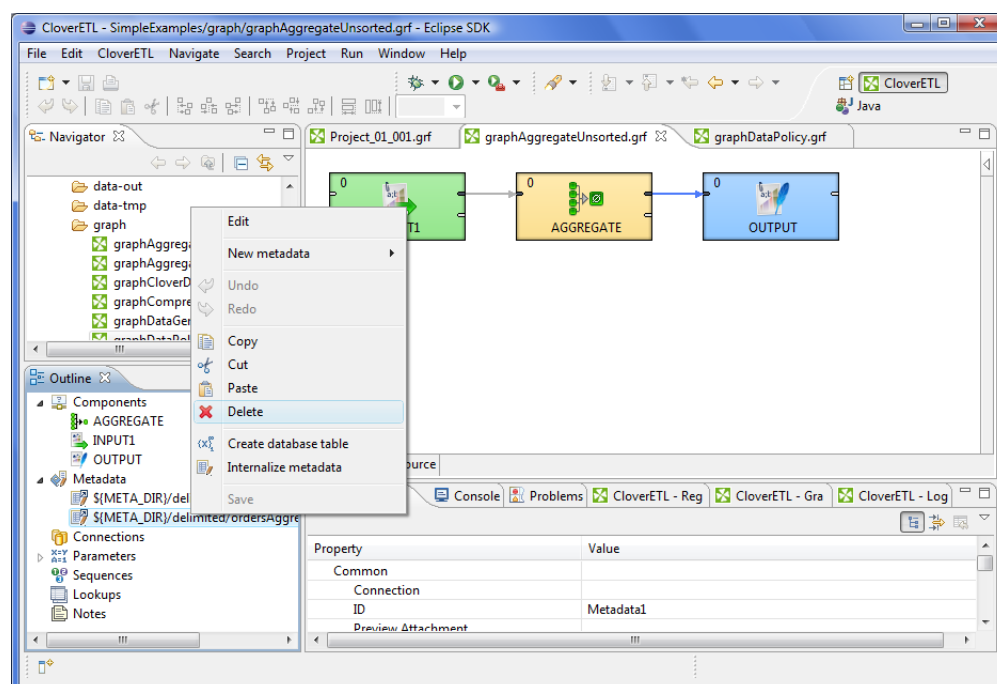 CloverETL - SimpleExamples/graph/graphAggregateUnsorted.grf - Eclipse SDK
File Edit CloverETL Navigate Search Project Run Window Help
CloverETL
Java
Navigator
data-out
data-tmp
graph
graphAggreg
graphAggreg
graphCloverD
graphCompre
graphDataGer
graphDataPol
Project_01_001.grf graphAggregateUnsorted.grf graphDataPolicy.grf
0 0 0
T1 AGGREGATE OUTPUT
Edit
New metadata
Undo
Redo
Copy
Cut
Paste
Delete
Create database table
Internalize metadata
Save
Outline
Components
AGGREGATE
INPUT1
OUTPUT
Metadata
${META_DIR}/del
${META_DIR}/delimited/ordersAggre
Connections
Parameters
Sequences
Lookups
Notes
ource
Console Problems CloverETL - Reg CloverETL - Gra CloverETL - Log
Property Value
Common
Connection
ID Metadata1
Preview Attachment